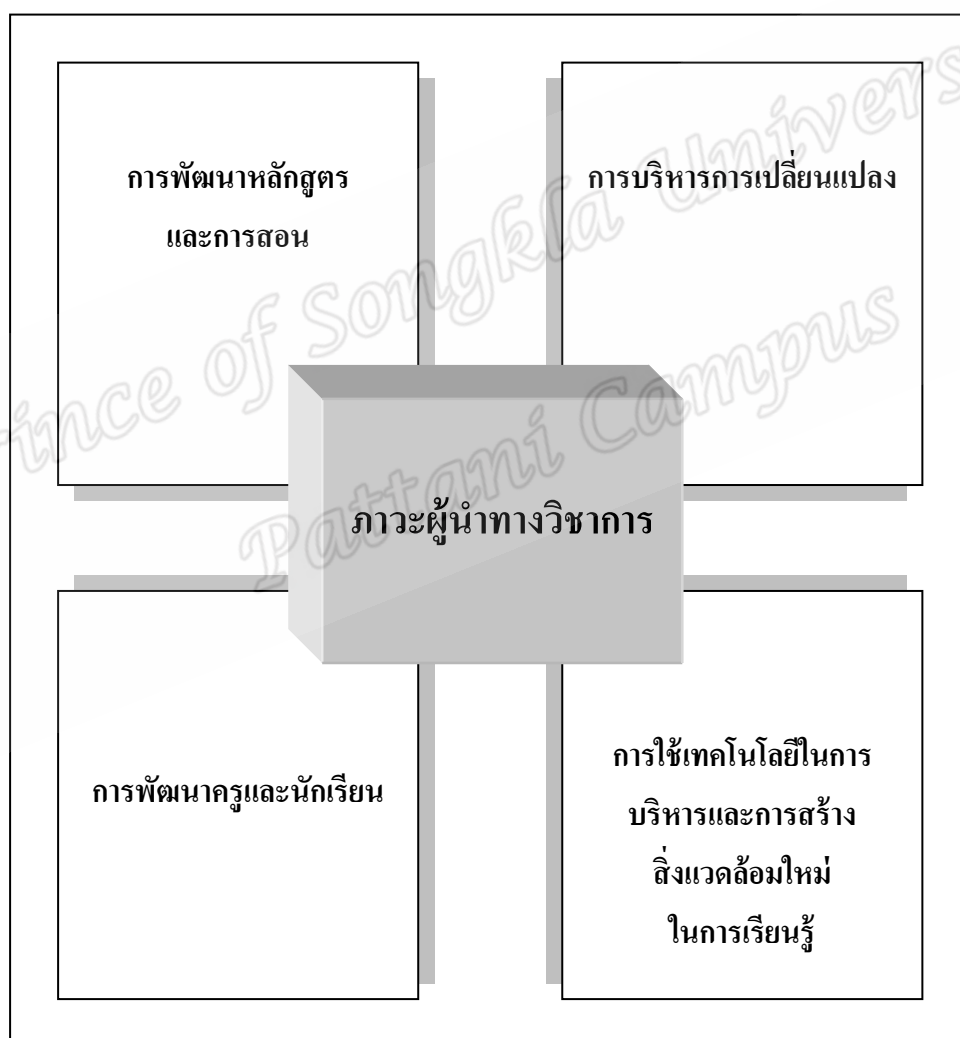 การพัฒนาหลักสูตร
และการสอน
การบริหารการเปลี่ยนแปลง
ภาวะผู้นำทางวิชาการ
การพัฒนาครูและนักเรียน
การใช้เทคโนโลยีในการ
บริหารและการสร้าง
สิ่งแวดล้อมใหม่
ในการเรียนรู้
Prince of Songkla Univers
Pattani Campus